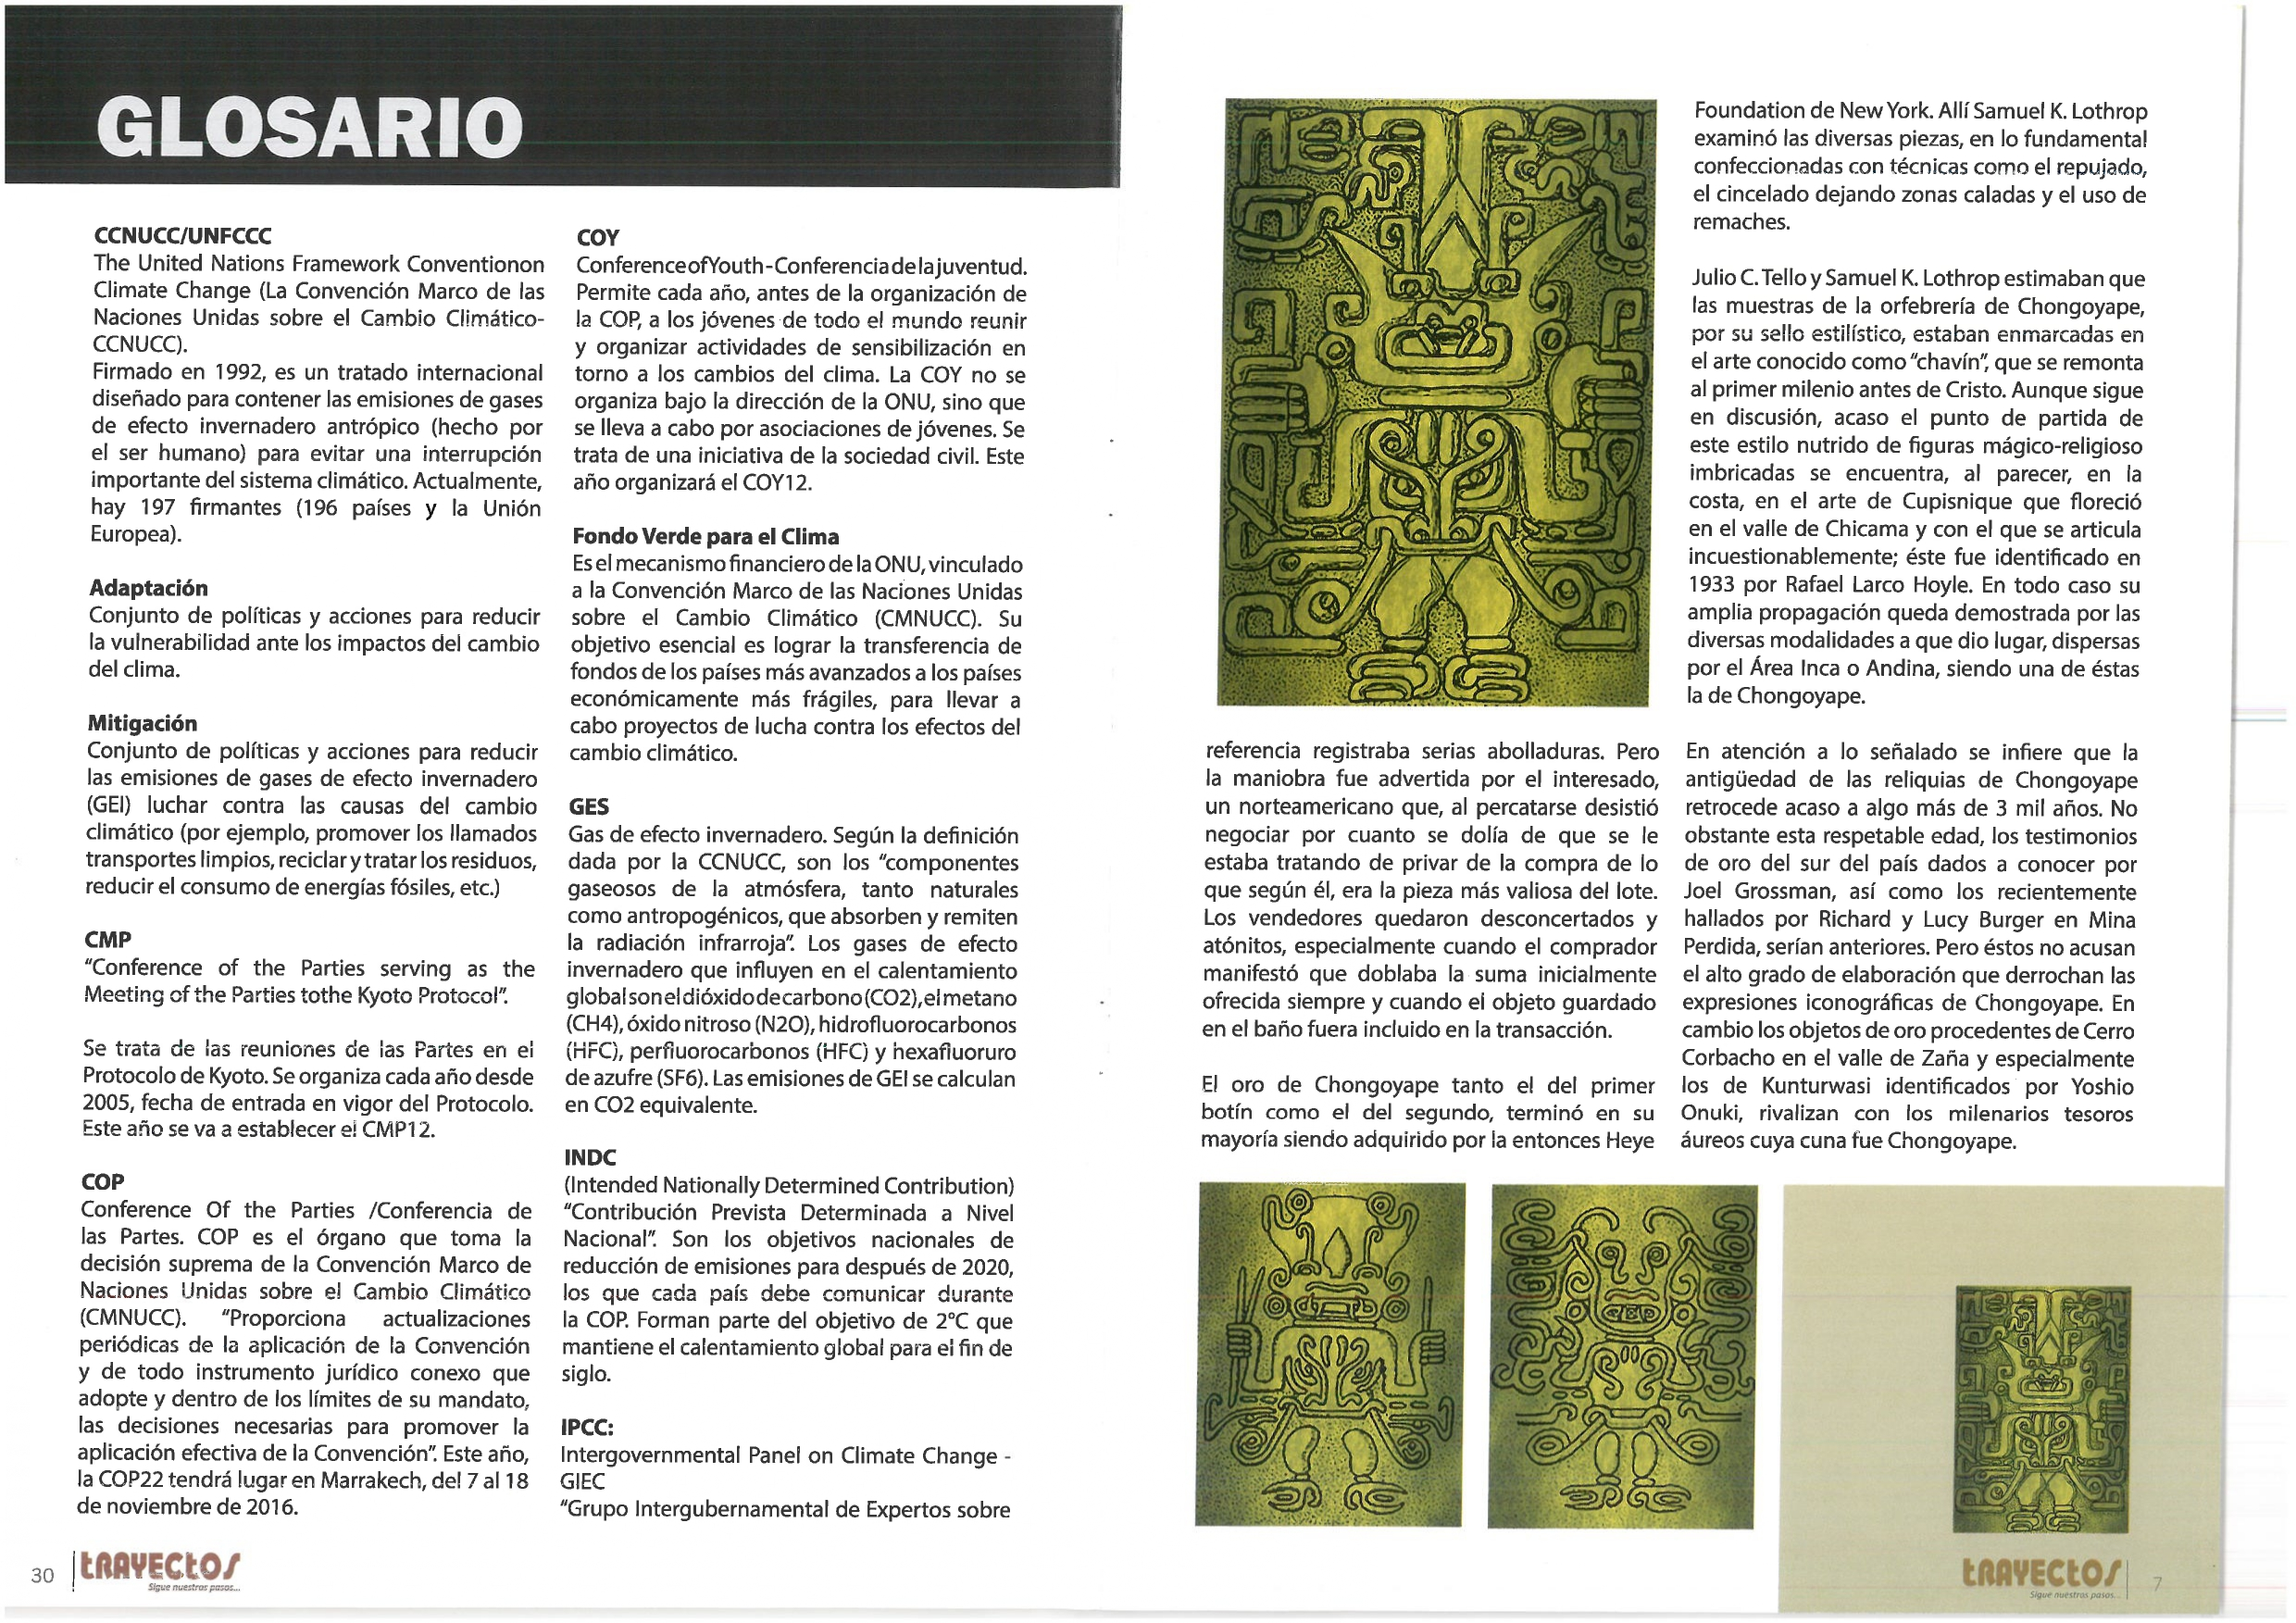 GLOSARIO
CCNUCC/UNFCCC
The United Nations Framework Conventionon
Climate Change (La Convención Marco de las
Naciones Unidas sobre el Cambio Climático-
CCNUCC).
Firmado en 1992, es un tratado internacional
diseñado para contener las emisiones de gases
de efecto invernadero antrópico (hecho por
el ser humano) para evitar una interrupción
importante del sistema climático. Actualmente,
hay 197 firmantes (196 países y la Unión
Europea).
Adaptación
Conjunto de políticas y acciones para reducir
la vulnerabilidad ante los impactos del cambio
del clima.
Mitigación
Conjunto de políticas y acciones para reducir
las emisiones de gases de efecto invernadero
(GEI) luchar contra las causas del cambio
climático (por ejemplo, promover los llamados
transportes limpios, reciclar y tratar los residuos,
reducir el consumo de energías fósiles, etc.)
CMP
"Conference of the Parties serving as the
Meeting of the Parties tothe Kyoto Protocol".
Se trata de las reuniones de las Partes en el
Protocolo de Kyoto. Se organiza cada año desde
2005, fecha de entrada en vigor del Protocolo.
Este año se va a establecer el CMP12.
COP
Conference Of the Parties /Conferencia de
las Partes. COP es el órgano que toma la
decisión suprema de la Convención Marco de
Naciones Unidas sobre el Cambio Climático
(CMNUCC). "Proporciona actualizaciones
periódicas de la aplicación de la Convención
y de todo instrumento jurídico conexo que
adopte y dentro de los límites de su mandato,
las decisiones necesarias para promover la
aplicación efectiva de la Convención". Este año,
la COP22 tendrá lugar en Marrakech, del 7 al 18
de noviembre de 2016.
COY
ConferenceofYouth-Conferenciadelajuventud.
Permite cada año, antes de la organización de
la COP, a los jóvenes de todo el mundo reunir
y organizar actividades de sensibilización en
torno a los cambios del clima. La COY no se
organiza bajo la dirección de la ONU, sino que
se lleva a cabo por asociaciones de jóvenes. Se
trata de una iniciativa de la sociedad civil. Este
año organizará el COY12.
Fondo Verde para el Clima
Es el mecanismo financiero de la ONU, vinculado
a la Convención Marco de las Naciones Unidas
sobre el Cambio Climático (CMNUCC). Su
objetivo esencial es lograr la transferencia de
fondos de los países más avanzados a los países
económicamente más frágiles, para llevar a
cabo proyectos de lucha contra los efectos del
cambio climático.
GES
Gas de efecto invernadero. Según la definición
dada por la CCNUCC, son los "componentes
gaseosos de la atmósfera, tanto naturales
como antropogénicos, que absorben y remiten
la radiación infrarroja". Los gases de efecto
invernadero que influyen en el calentamiento
global son el dióxido de carbono (CO2), el metano
(CH4), óxido nitroso (N2O), hidrofluorocarbonos
(HFC), perfluorocarbonos (HFC) y hexafluoruro
de azufre (SF6). Las emisiones de GEI se calculan
en CO2 equivalente.
INDC
(Intended Nationally Determined Contribution)
"Contribución Prevista Determinada a Nivel
Nacional". Son los objetivos nacionales de
reducción de emisiones para después de 2020,
los que cada país debe comunicar durante
la COP. Forman parte del objetivo de 2°C que
mantiene el calentamiento global para el fin de
siglo.
IPCC:
Intergovernmental Panel on Climate Change -
GIEC
"Grupo Intergubernamental de Expertos sobre
30
tRAYECtOS
Sigue nuestros pasos...
referencia registraba serias abolladuras. Pero
la maniobra fue advertida por el interesado,
un norteamericano que, al percatarse desistió
negociar por cuanto se dolía de que se le
estaba tratando de privar de la compra de lo
que según él, era la pieza más valiosa del lote.
Los vendedores quedaron desconcertados y
atónitos, especialmente cuando el comprador
manifestó que doblaba la suma inicialmente
ofrecida siempre y cuando el objeto guardado
en el baño fuera incluido en la transacción.
El oro de Chongoyape tanto el del primer
botín como el del segundo, terminó en su
mayoría siendo adquirido por la entonces Heye
Foundation de New York. Allí Samuel K. Lothrop
examinó las diversas piezas, en lo fundamental
confeccionadas con técnicas como el repujado,
el cincelado dejando zonas caladas y el uso de
remaches.
Julio C. Tello y Samuel K. Lothrop estimaban que
las muestras de la orfebrería de Chongoyape,
por su sello estilístico, estaban enmarcadas en
el arte conocido como "chavín", que se remonta
al primer milenio antes de Cristo. Aunque sigue
en discusión, acaso el punto de partida de
este estilo nutrido de figuras mágico-religioso
imbricadas se encuentra, al parecer, en la
costa, en el arte de Cupisnique que floreció
en el valle de Chicama y con el que se articula
incuestionablemente; éste fue identificado en
1933 por Rafael Larco Hoyle. En todo caso su
amplia propagación queda demostrada por las
diversas modalidades a que dio lugar, dispersas
por el Área Inca o Andina, siendo una de éstas
la de Chongoyape.
En atención a lo señalado se infiere que la
antigüedad de las reliquias de Chongoyape
retrocede acaso a algo más de 3 mil años. No
obstante esta respetable edad, los testimonios
de oro del sur del país dados a conocer por
Joel Grossman, así como los recientemente
hallados por Richard y Lucy Burger en Mina
Perdida, serían anteriores. Pero éstos no acusan
el alto grado de elaboración que derrochan las
expresiones iconográficas de Chongoyape. En
cambio los objetos de oro procedentes de Cerro
Corbacho en el valle de Zaña y especialmente
los de Kunturwasi identificados por Yoshio
Onuki, rivalizan con los milenarios tesoros
áureos cuya cuna fue Chongoyape.
tRAYECtOS
Sigue nuestros pasos...
7